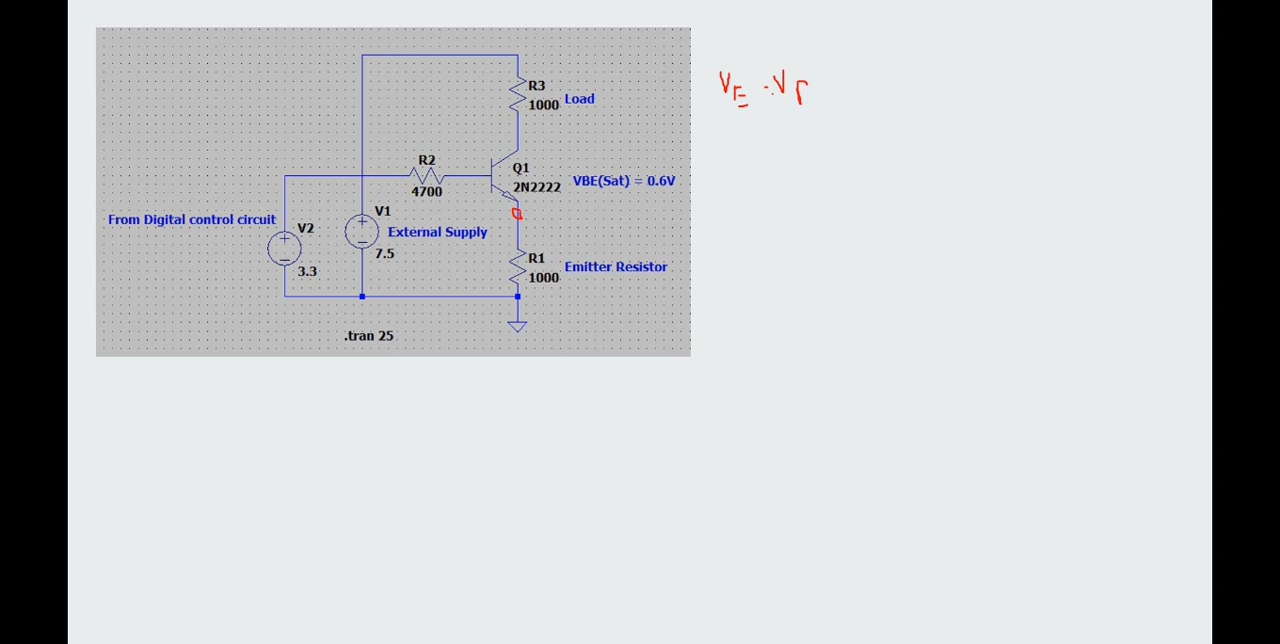 R3
1000 Load
R2
4700
Q1
2N2222 VBE(Sat) = 0.6V
From Digital control circuit
V2
3.3
V1
External Supply
7.5
R1
1000 Emitter Resistor
.tran 25
VE